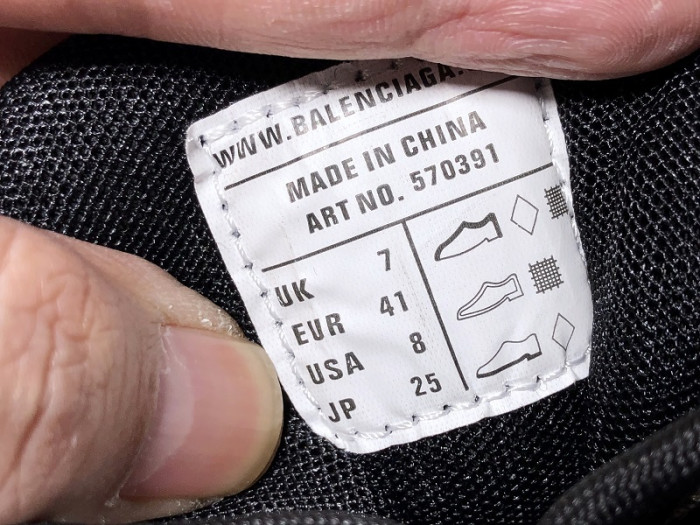 WWW.BALENCIAGA.
MADE IN CHINA
ART NO. 570391
UK 7
EUR 41
USA 8
JP 25